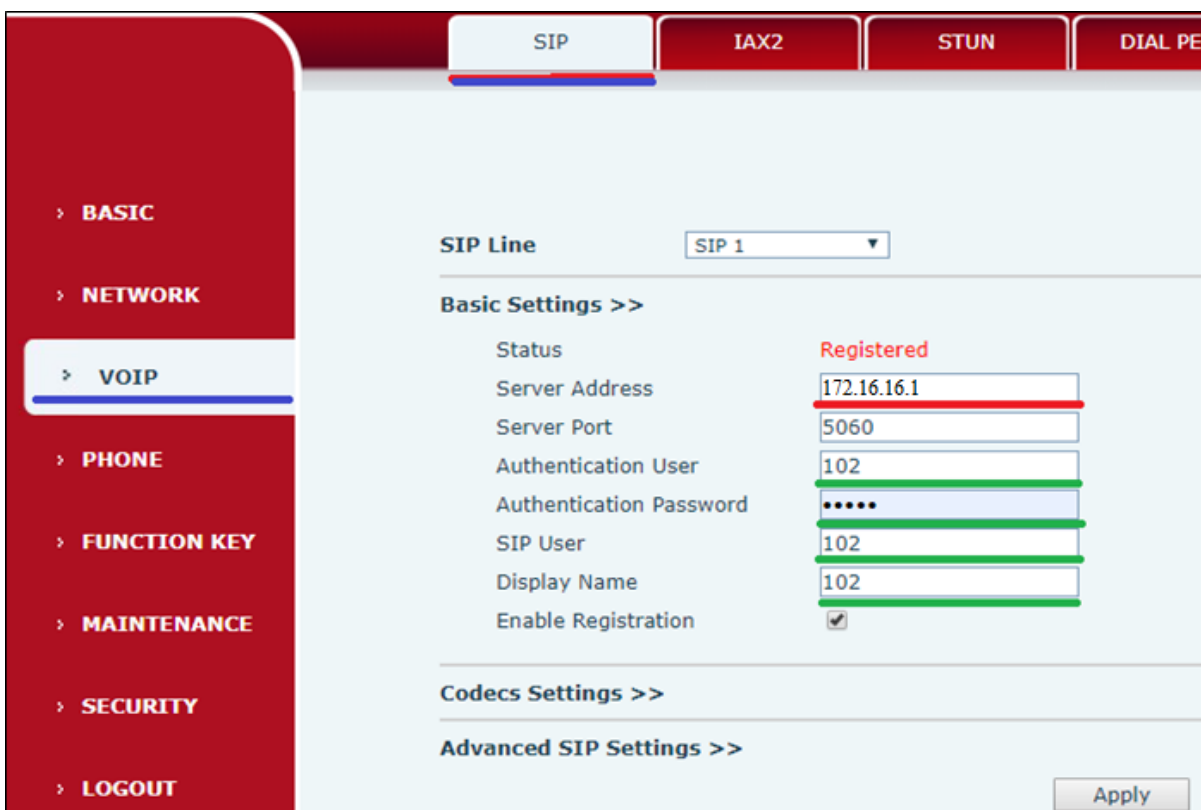 SIP IAX2 STUN DIAL PE
BASIC
NETWORK
VOIP
PHONE
FUNCTION KEY
MAINTENANCE
SECURITY
LOGOUT
SIP Line SIP 1
Basic Settings >>
Status Registered
Server Address 172.16.16.1
Server Port 5060
Authentication User 102
Authentication Password •••••
SIP User 102
Display Name 102
Enable Registration
Codecs Settings >>
Advanced SIP Settings >>
Apply